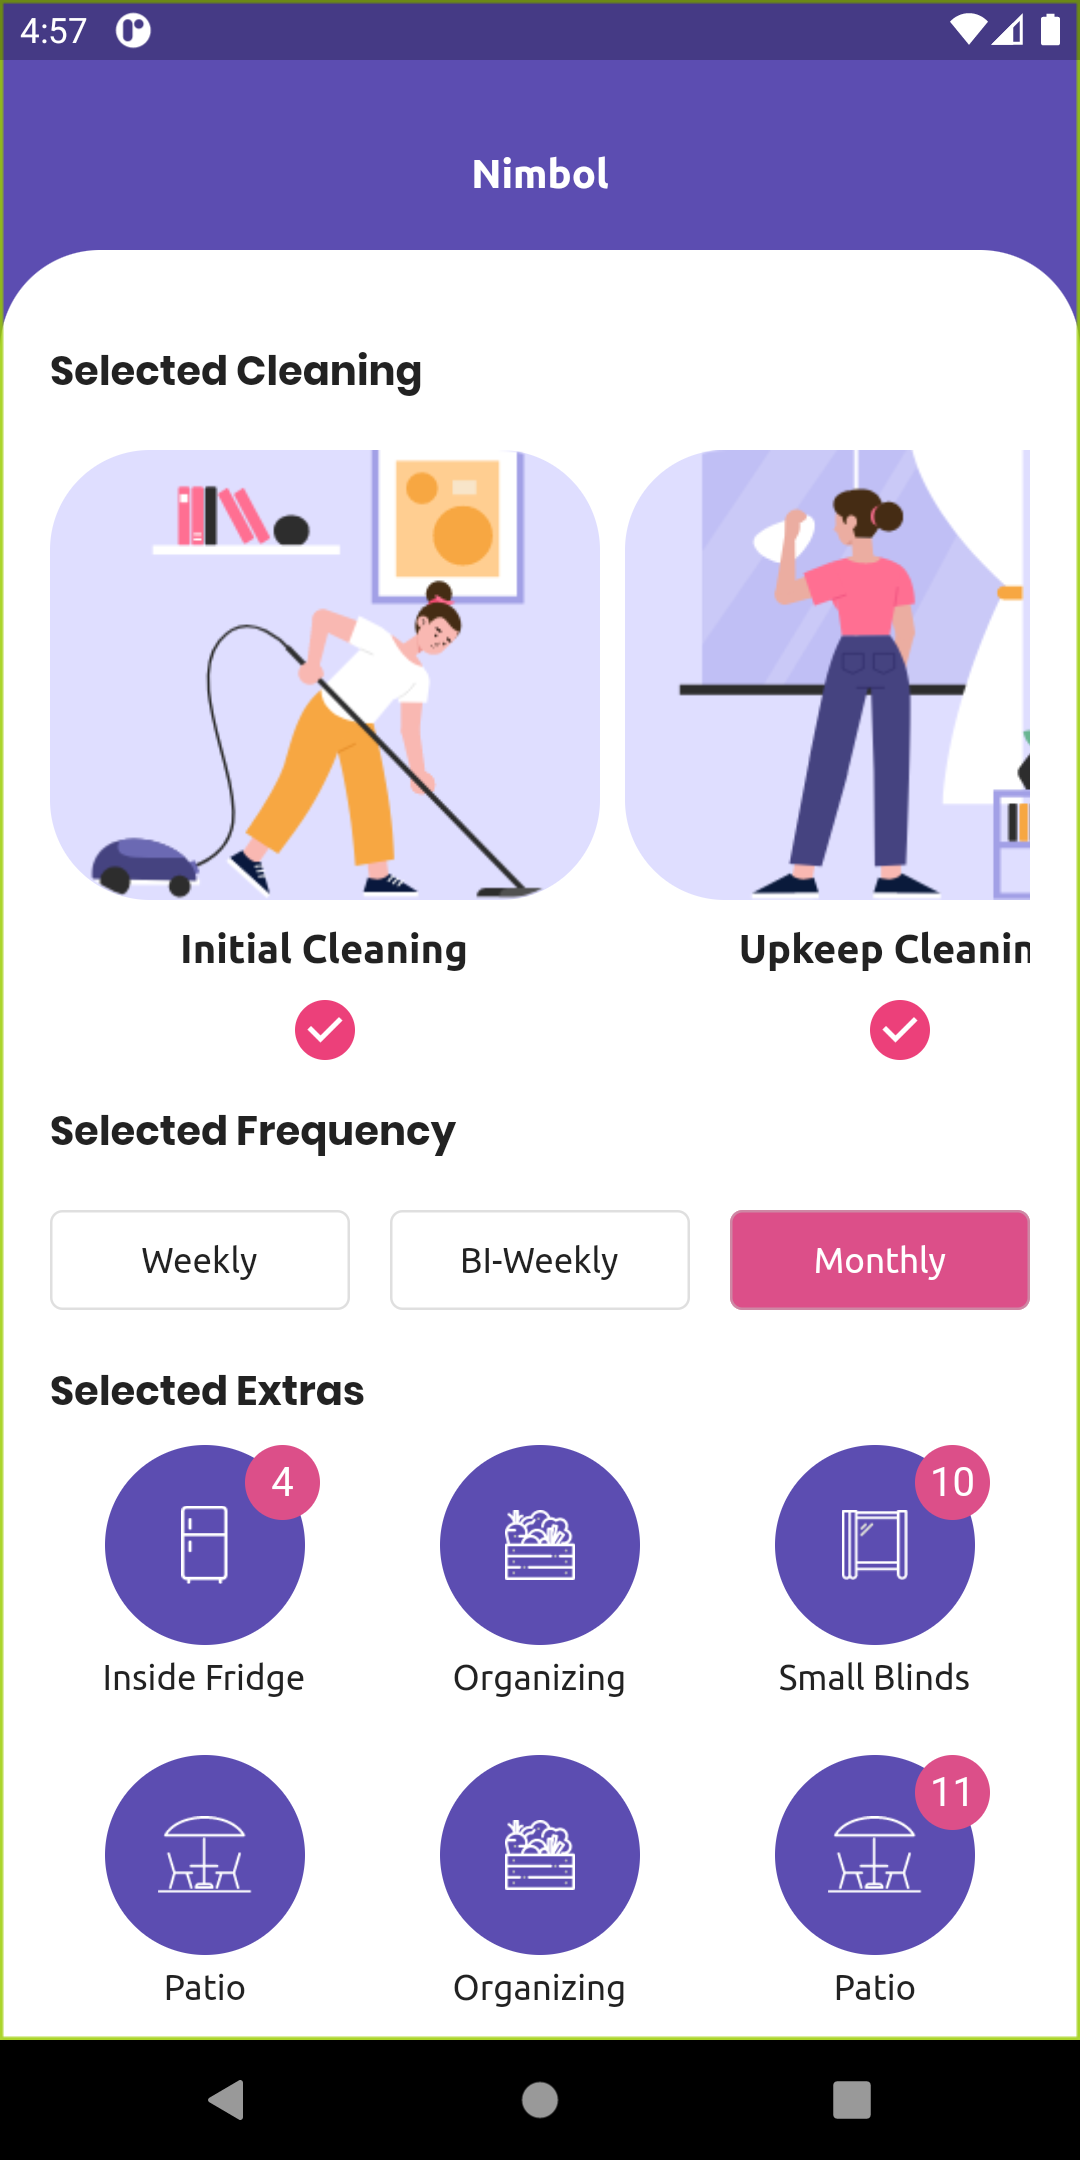 4:57
Nimbol
Selected Cleaning
Initial Cleaning
Upkeep Cleanin
Selected Frequency
Weekly
BI-Weekly
Monthly
Selected Extras
4
10
Inside Fridge
Organizing
Small Blinds
11
Patio
Organizing
Patio